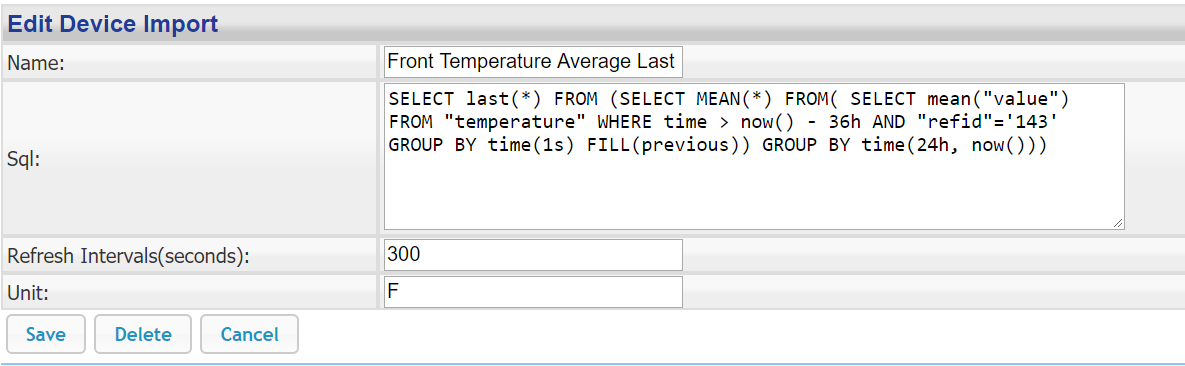 Edit Device Import
Name:
Front Temperature Average Last
Sql:
SELECT last(*) FROM (SELECT MEAN(*) FROM( SELECT mean("value")
FROM "temperature" WHERE time > now() - 36h AND "refid"='143'
GROUP BY time(1s) FILL(previous)) GROUP BY time(24h, now()))
Refresh Intervals(seconds):
300
Unit:
F
Save Delete Cancel